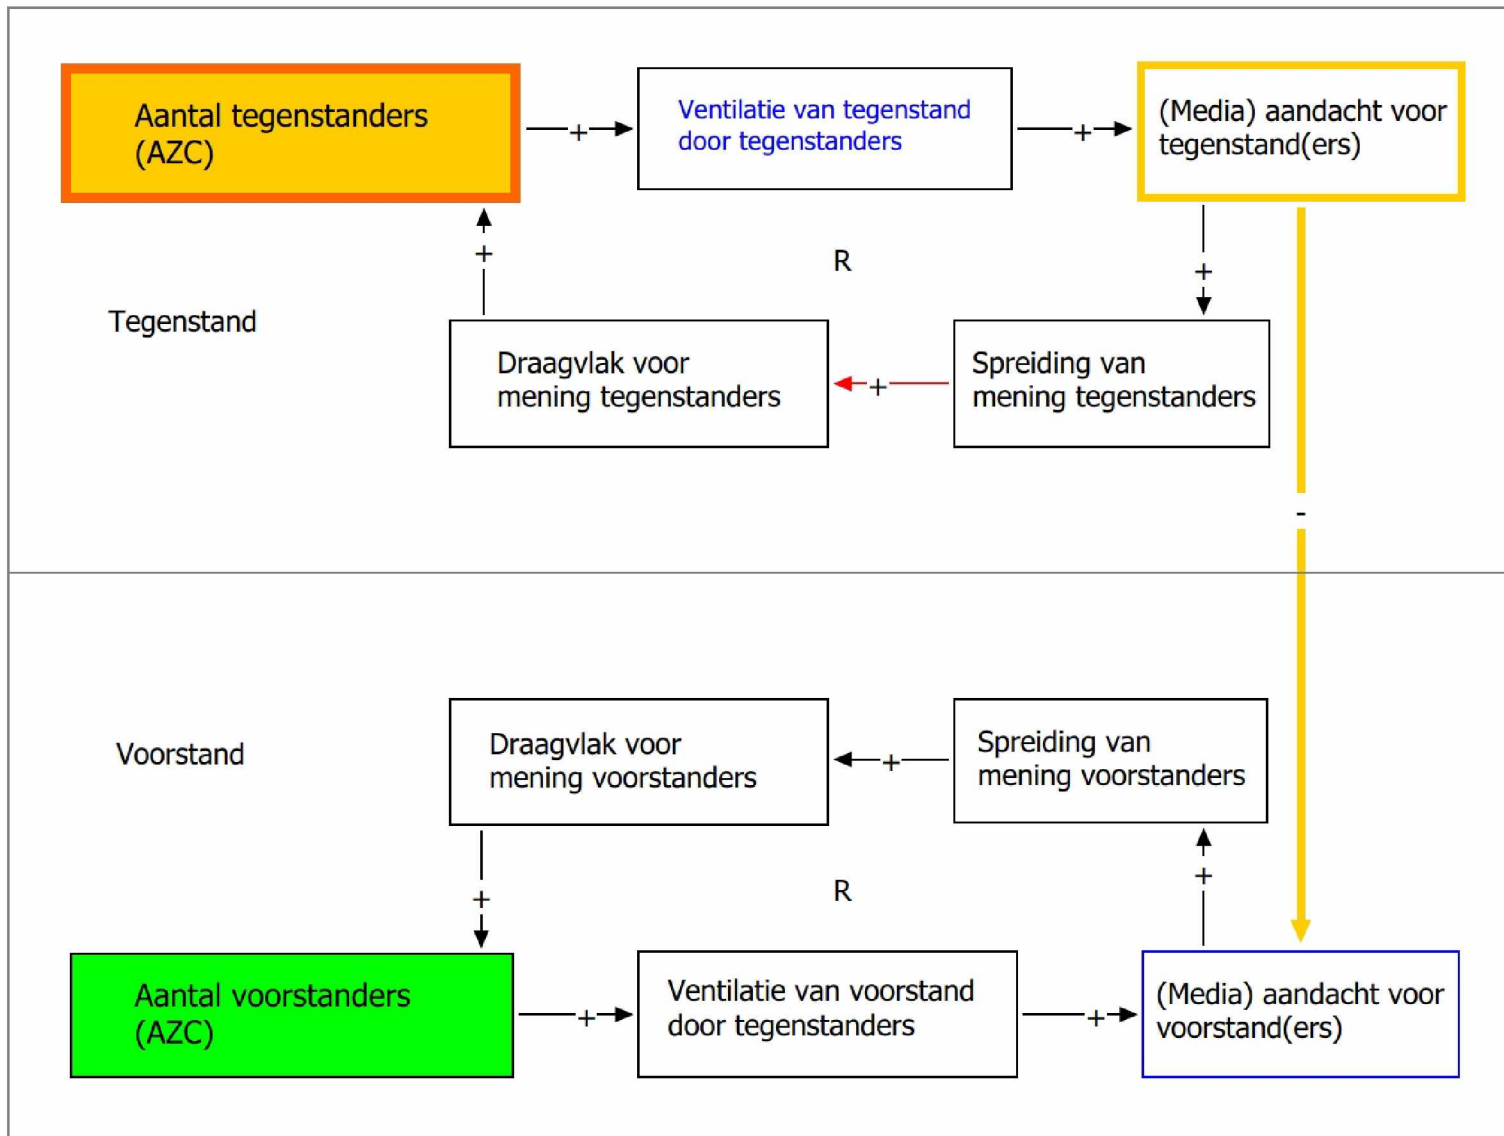 Aantal tegenstanders
(AZC)
+
Ventilatie van tegenstand
door tegenstanders
+
(Media) aandacht voor
tegenstand(ers)
+
R
+
Tegenstand
Draagvlak voor
mening tegenstanders
+
Spreiding van
mening tegenstanders
-
Voorstand
Draagvlak voor
mening voorstanders
+
Spreiding van
mening voorstanders
+
R
+
Aantal voorstanders
(AZC)
+
Ventilatie van voorstand
door tegenstanders
+
(Media) aandacht voor
voorstand(ers)